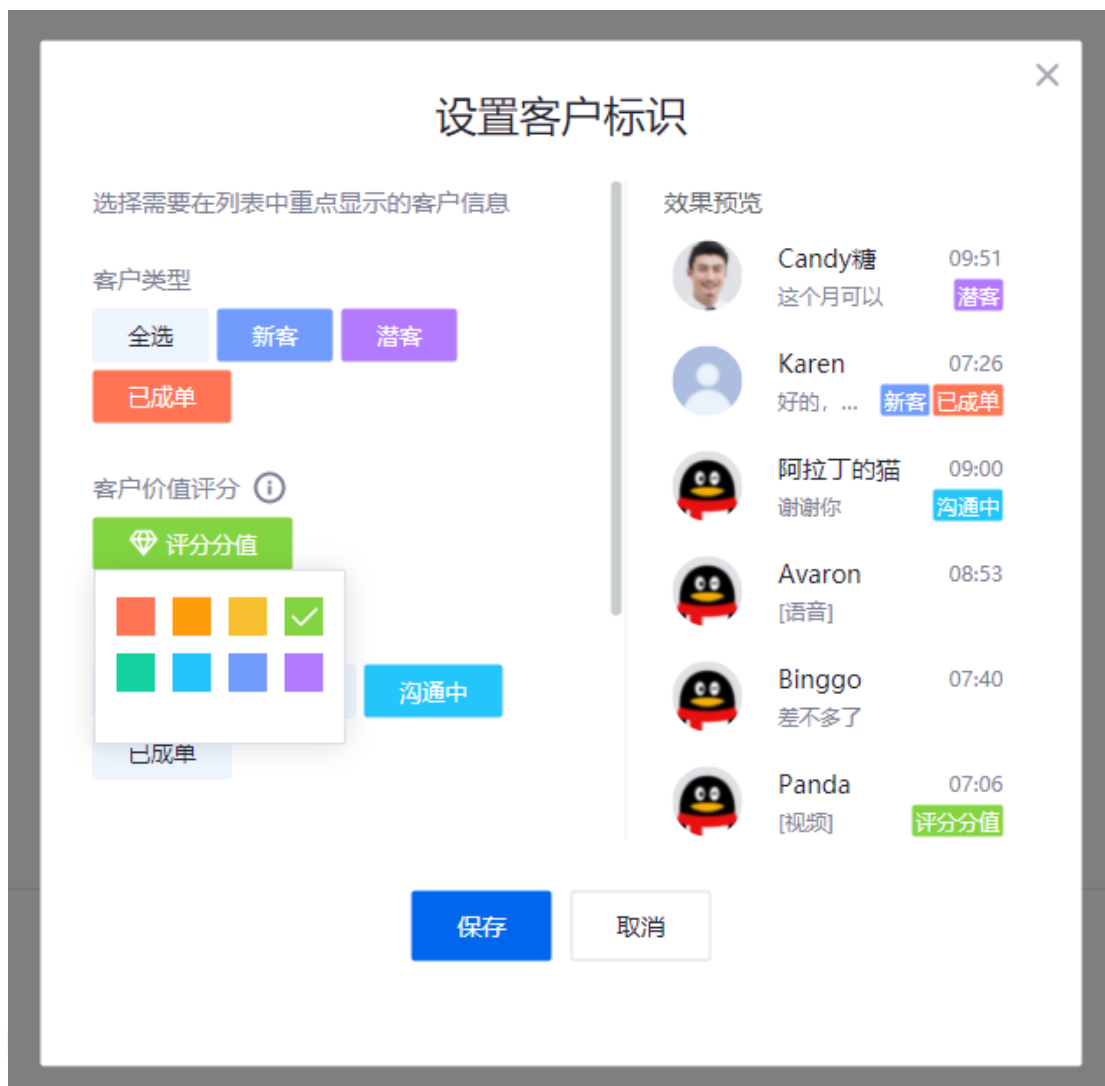 设置客户标识
选择需要在列表中重点显示的客户信息
客户类型
全选 新客 潜客
已成单
客户价值评分
评分分值
沟通中
已成单
效果预览
Candy糖 09:51
这个月可以 潜客
Karen 07:26
好的，... 新客 已成单
阿拉丁的猫 09:00
谢谢你 沟通中
Avaron 08:53
[语音]
Binggo 07:40
差不多了
Panda 07:06
[视频] 评分分值
保存 取消